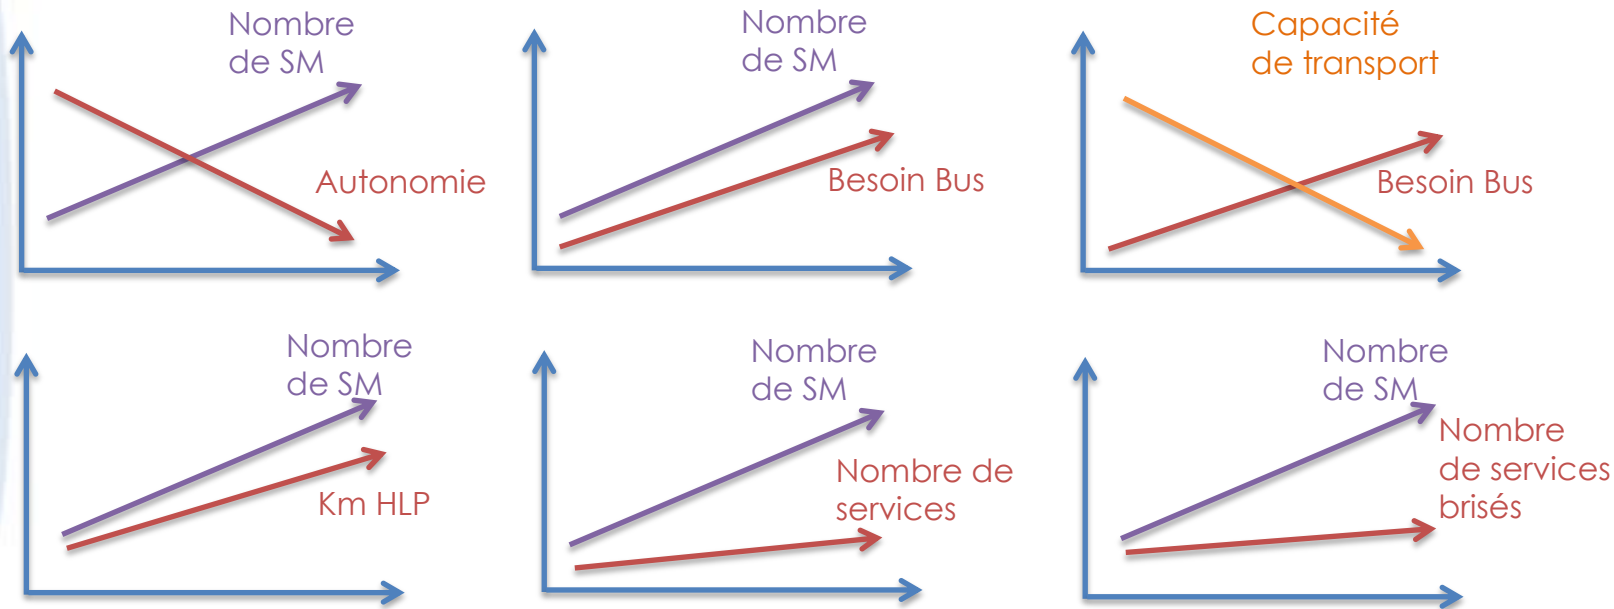 Nombre
de SM
Autonomie
Nombre
de SM
Besoin Bus
Capacité
de transport
Besoin Bus
Nombre
de SM
Km HLP
Nombre
de SM
Nombre de
services
Nombre
de SM
Nombre
de services
brisés